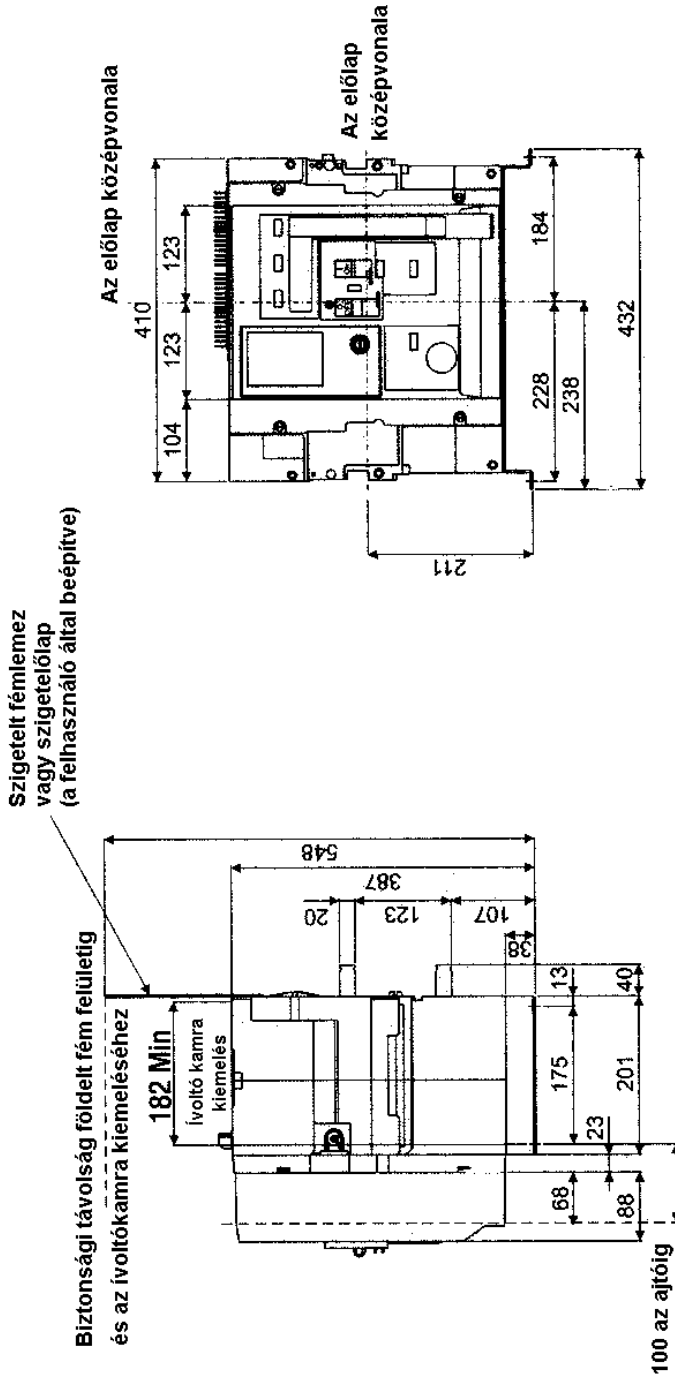 Biztonsági távolság földelt fém felületig
és az ívoltókamra kiemeléséhez
Szigetelt fémlemez
vagy szigetelőlap
(a felhasználó által beépítve)
182 Min
ívoltó kamra
kiemelés
548
387
20
123
107
38
13
40
175
201
23
68
88
100 az ajtóig
Az előlap középvonala
410
123
123
104
Az előlap
középvonala
211
184
228
238
432